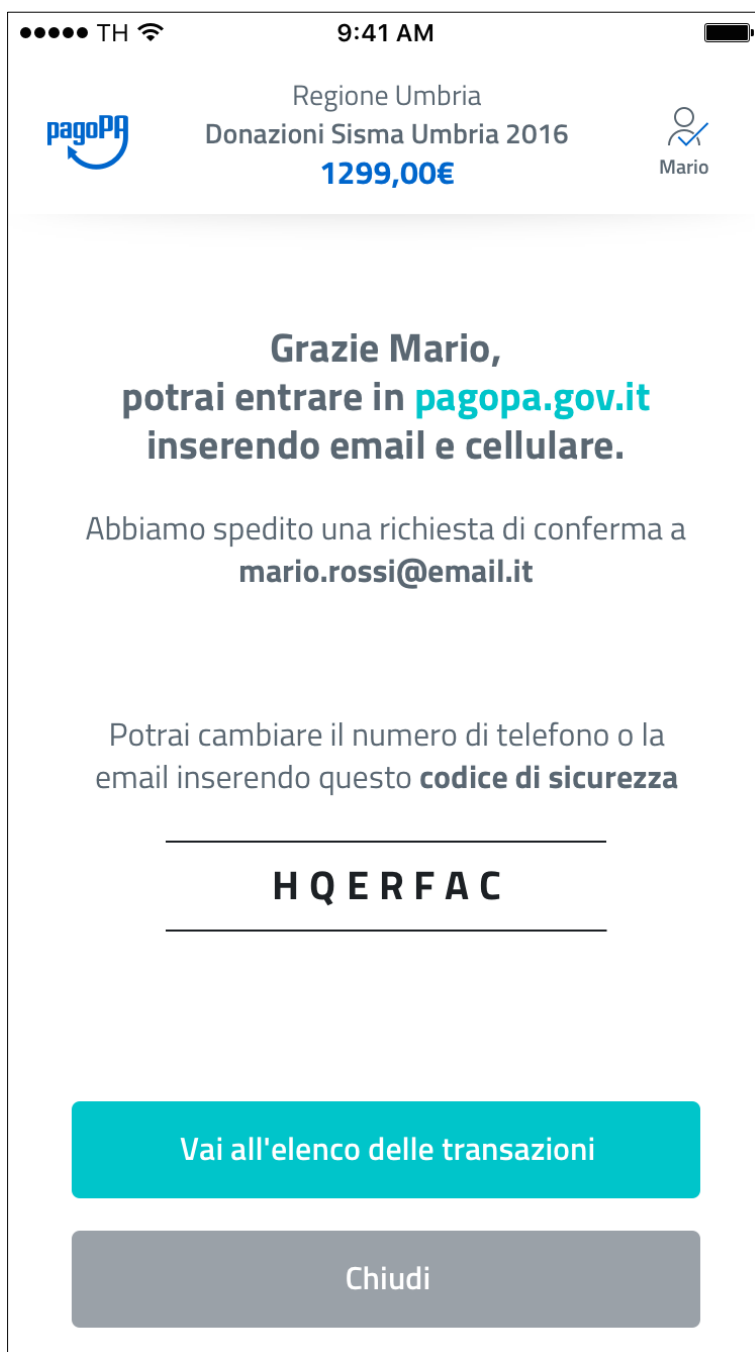 TH 9:41 AM
Regione Umbria
pagoPA Donazioni Sisma Umbria 2016
1299,00€
Mario
Grazie Mario,
potrai entrare in pagopa.gov.it
inserendo email e cellulare.
Abbiamo spedito una richiesta di conferma a
mario.rossi@email.it
Potrai cambiare il numero di telefono o la
email inserendo questo codice di sicurezza
HQERFAC
Vai all'elenco delle transazioni
Chiudi